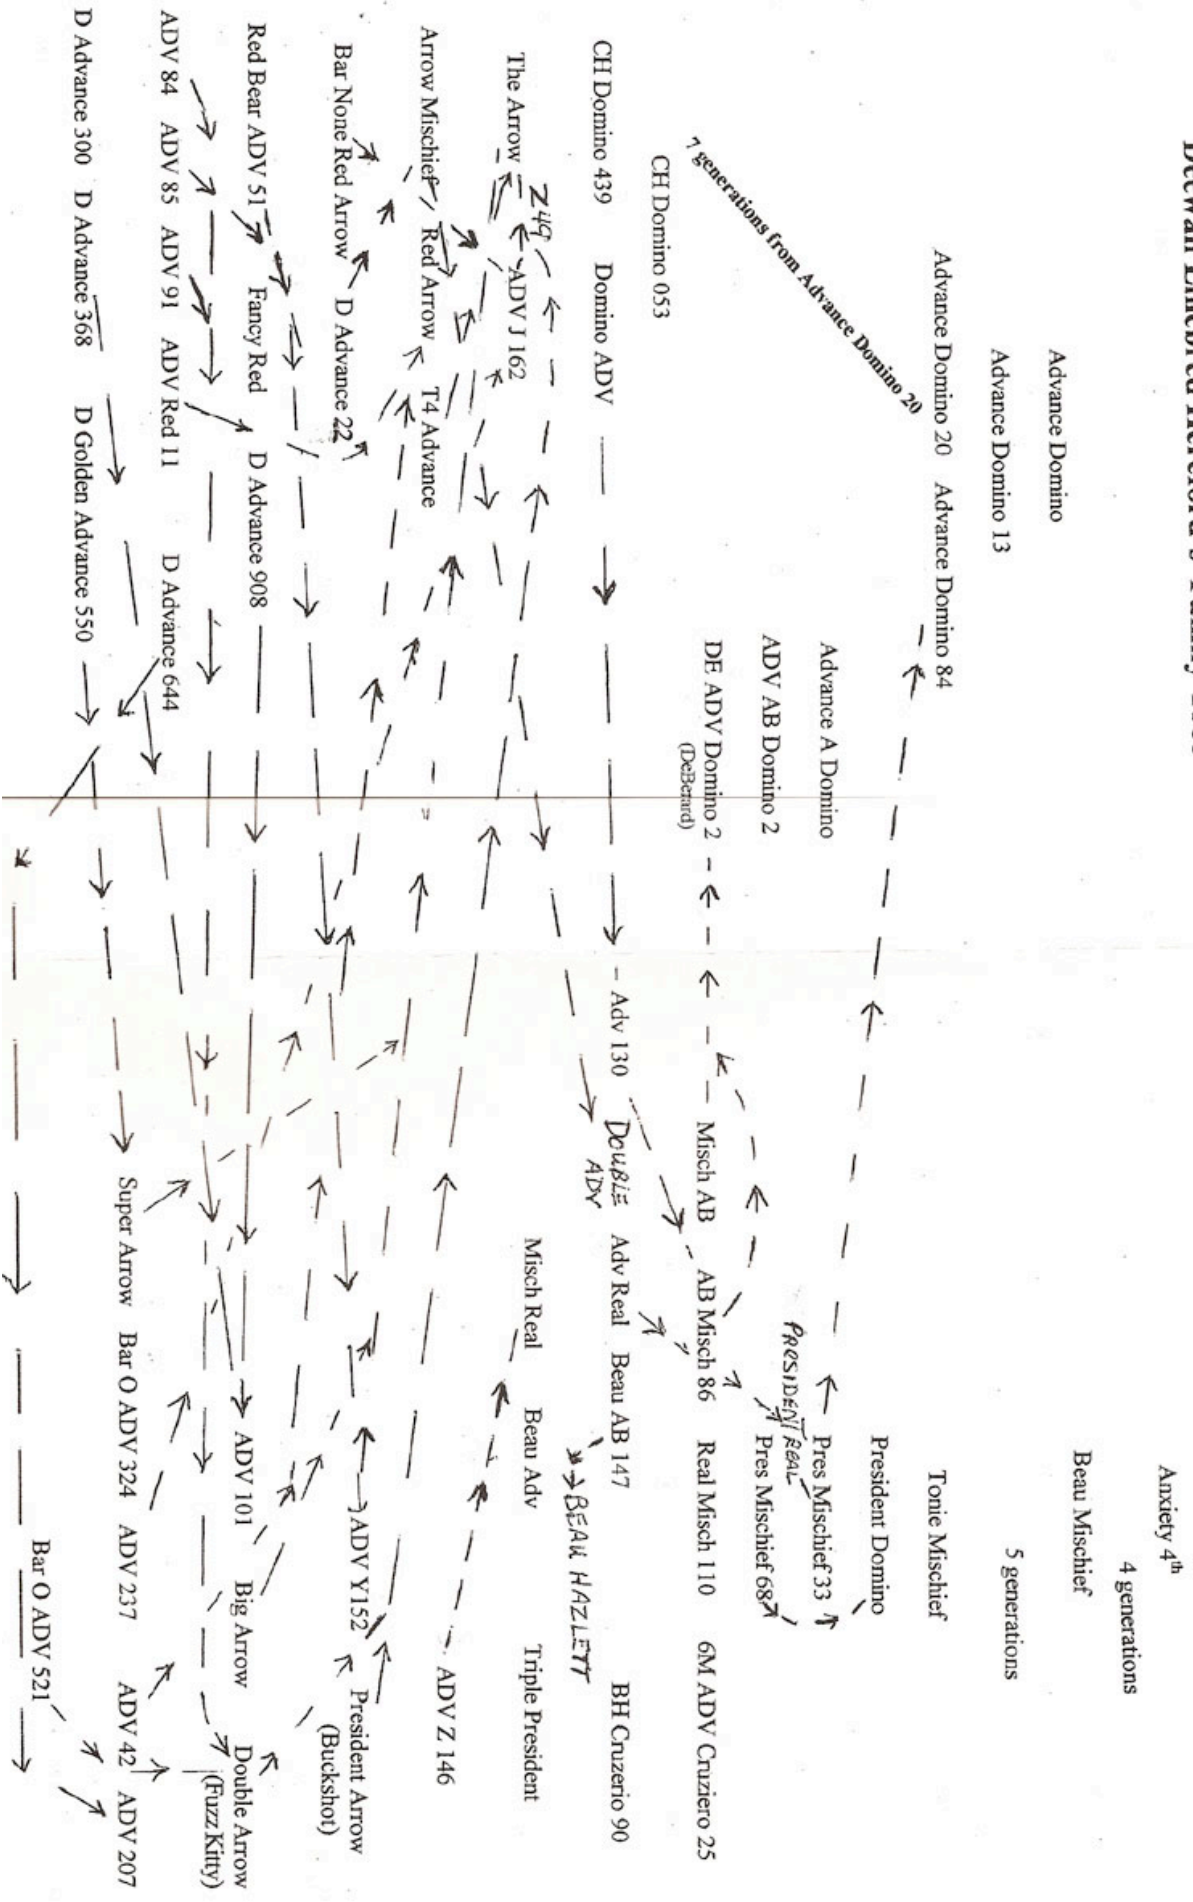 Linebred Hereford's Family
Anxiety 4th
4 generations
Beau Mischief
Advance Domino
5 generations
Advance Domino 13
Tonie Mischief
Advance Domino 20 Advance Domino 84
President Domino
7 generations from Advance Domino 20
Advance A Domino
Pres Mischief 33
PRESIDENT REAL
ADV AB Domino 2
Pres Mischief 68
DE ADV Domino 2 Misch AB AB Misch 86 Real Misch 110 6M ADV Cruziero 25
(DeBerard)
CH Domino 053
CH Domino 439 Domino ADV Adv 130 DOUBLE ADV Adv Real Beau AB 147 BH Cruzerio 90
BEAU HAZLETT
Z49
The Arrow ADV J 162 Misch Real Beau Adv Triple President
Arrow Mischief Red Arrow T4 Advance ADV Z 146
Bar None Red Arrow D Advance 22 ADV Y152 President Arrow
(Buckshot)
Red Bear ADV 51 Fancy Red D Advance 908 ADV 101 Big Arrow Double Arrow
(Fuzz Kitty)
ADV 84 ADV 85 ADV 91 ADV Red 11 D Advance 644
Super Arrow Bar O ADV 324 ADV 237 ADV 42 ADV 207
D Advance 300 D Advance 368 D Golden Advance 550
Bar O ADV 521